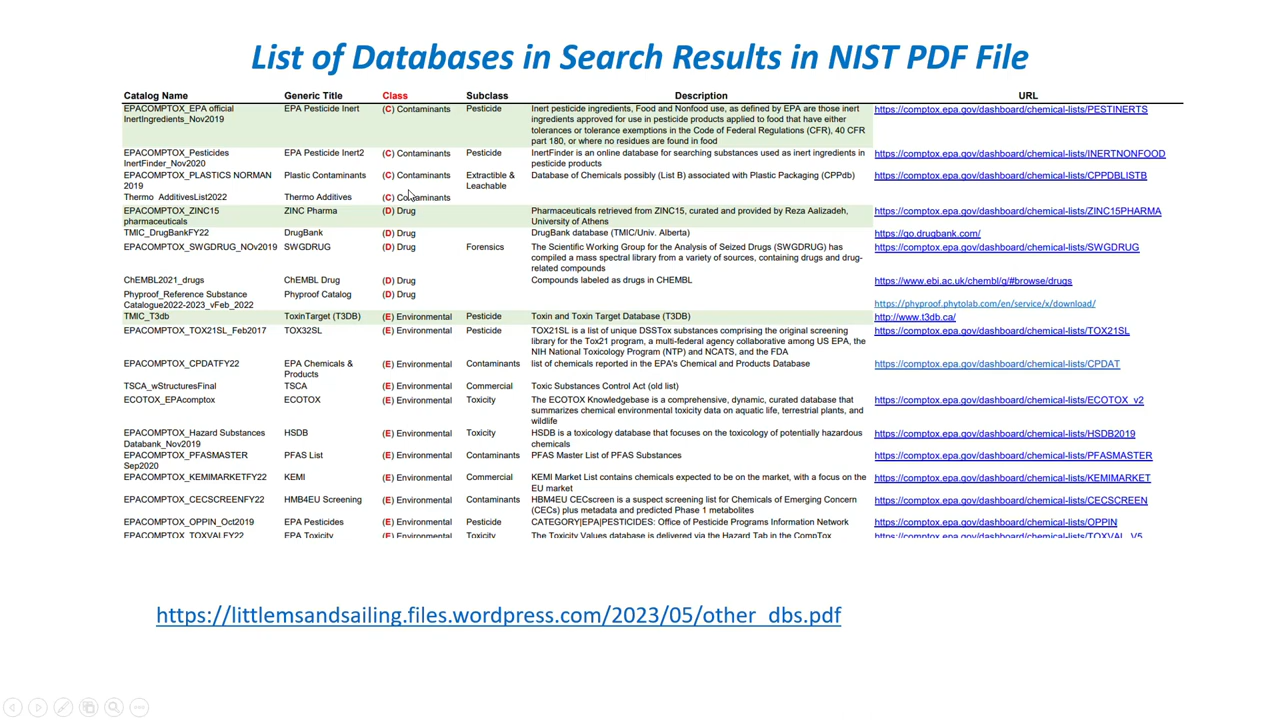 List of Databases in Search Results in NIST PDF File
Catalog Name Generic Title Class Subclass Description URL
EPACOMPTOX_EPA official EPA Pesticide Inert (C) Contaminants Pesticide Inert pesticide ingredients, Food and Nonfood use, as defined by EPA are those inert https://comptox.epa.gov/dashboard/chemical-lists/PESTINERTS
InertIngredients_Nov2019 ingredients approved for use in pesticide products applied to food that have either
tolerances or tolerance exemptions in the Code of Federal Regulations (CFR), 40 CFR
part 180, or where no residues are found in food
EPACOMPTOX_Pesticides EPA Pesticide Inert2 (C) Contaminants Pesticide InertFinder is an online database for searching substances used as inert ingredients in https://comptox.epa.gov/dashboard/chemical-lists/INERTNONFOOD
InertFinder_Nov2020 pesticide products
EPACOMPTOX_PLASTICS NORMAN Plastic Contaminants (C) Contaminants Extractible & Database of Chemicals possibly (List B) associated with Plastic Packaging (CPPdb) https://comptox.epa.gov/dashboard/chemical-lists/CPPDBLISTB
2019 Leachable
Thermo_AdditivesList2022 Thermo Additives (C) Contaminants
EPACOMPTOX_ZINC15 ZINC Pharma (D) Drug Pharmaceuticals retrieved from ZINC15, curated and provided by Reza Aalizadeh, https://comptox.epa.gov/dashboard/chemical-lists/ZINC15PHARMA
pharmaceuticals University of Athens
TMIC_DrugBankFY22 DrugBank (D) Drug DrugBank database (TMIC/Univ. Alberta) https://go.drugbank.com/
EPACOMPTOX_SWGDRUG_NOv2019 SWGDRUG (D) Drug Forensics The Scientific Working Group for the Analysis of Seized Drugs (SWGDRUG) has https://comptox.epa.gov/dashboard/chemical-lists/SWGDRUG
compiled a mass spectral library from a variety of sources, containing drugs and drug-
related compounds
ChEMBL2021_drugs ChEMBL Drug (D) Drug Compounds labeled as drugs in ChEMBL https://www.ebi.ac.uk/chembl/g/#browse/drugs
Phyproof_Reference Substance Phyproof Catalog (D) Drug
Catalogue2022-2023_vFeb_2022 https://phyproof.phytolab.com/en/service/x/download/
TMIC_T3db ToxinTarget (T3DB) (E) Environmental Pesticide Toxin and Toxin Target Database (T3DB) http://www.t3db.ca/
EPACOMPTOX_TOX21SL_Feb2017 TOX32SL (E) Environmental Pesticide TOX21SL is a list of unique DSSTox substances comprising the original screening https://comptox.epa.gov/dashboard/chemical-lists/TOX21SL
library for the Tox21 program, a multi-federal agency collaborative among US EPA, the
NIH National Toxicology Program (NTP) and NCATS, and the FDA
EPACOMPTOX_CPDATFY22 EPA Chemicals & (E) Environmental Contaminants list of chemicals reported in the EPA's Chemical and Products Database https://comptox.epa.gov/dashboard/chemical-lists/CPDAT
Products
TSCA_wStructuresFinal TSCA (E) Environmental Commercial Toxic Substances Control Act (old list)
ECOTOX_EPAcomptox ECOTOX (E) Environmental Toxicity The ECOTOX Knowledgebase is a comprehensive, dynamic, curated database that https://comptox.epa.gov/dashboard/chemical-lists/ECOTOX_v2
summarizes chemical environmental toxicity data on aquatic life, terrestrial plants, and
wildlife
EPACOMPTOX_Hazard Substances HSDB (E) Environmental Toxicity HSDB is a toxicology database that focuses on the toxicology of potentially hazardous https://comptox.epa.gov/dashboard/chemical-lists/HSDB2019
Databank_Nov2019 chemicals
EPACOMPTOX_PFASMASTER PFAS List (E) Environmental Contaminants PFAS Master List of PFAS Substances https://comptox.epa.gov/dashboard/chemical-lists/PFASMASTER
Sep2020
EPACOMPTOX_KEMIMARKETFY22 KEMI (E) Environmental Commercial KEMI Market List contains chemicals expected to be on the market, with a focus on the https://comptox.epa.gov/dashboard/chemical-lists/KEMIMARKET
EU market
EPACOMPTOX_CECSCREENFY22 HMB4EU Screening (E) Environmental Contaminants HBM4EU CECscreen is a suspect screening list for Chemicals of Emerging Concern https://comptox.epa.gov/dashboard/chemical-lists/CECSCREEN
(CECs) plus metadata and predicted Phase 1 metabolites
EPACOMPTOX_OPPIN_Oct2019 EPA Pesticides (E) Environmental Pesticide CATEGORY|EPA|PESTICIDES: Office of Pesticide Programs Information Network https://comptox.epa.gov/dashboard/chemical-lists/OPPIN
EPACOMPTOX_TOXVALFY22 EPA Toxicity (E) Environmental Toxicity The Toxicity Values database is delivered via the Hazard Tab in the CompTox https://comptox.epa.gov/dashboard/chemical-lists/TOXVAL_V5
https://littlemsandsailing.files.wordpress.com/2023/05/other_dbs.pdf